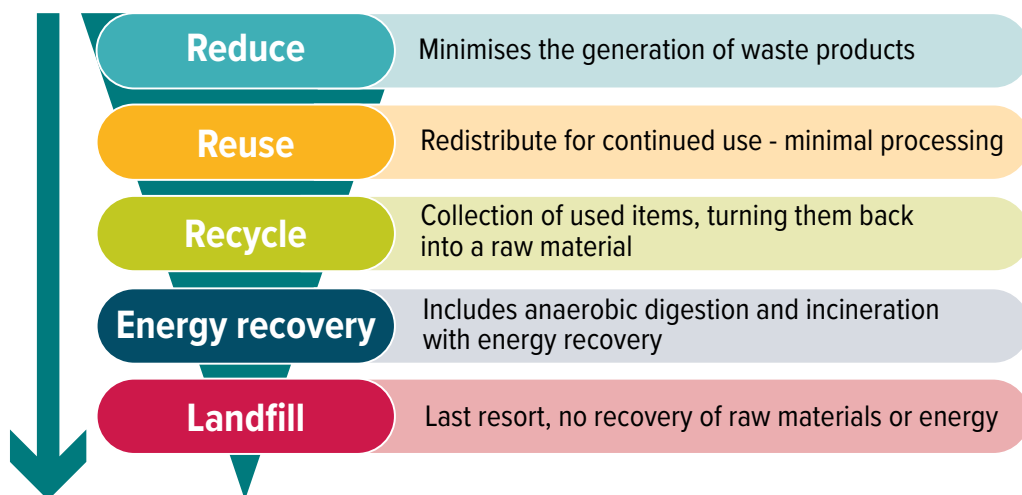 Reduce
Minimises the generation of waste products
Reuse
Redistribute for continued use - minimal processing
Recycle
Collection of used items, turning them back
into a raw material
Energy recovery
Includes anaerobic digestion and incineration
with energy recovery
Landfill
Last resort, no recovery of raw materials or energy